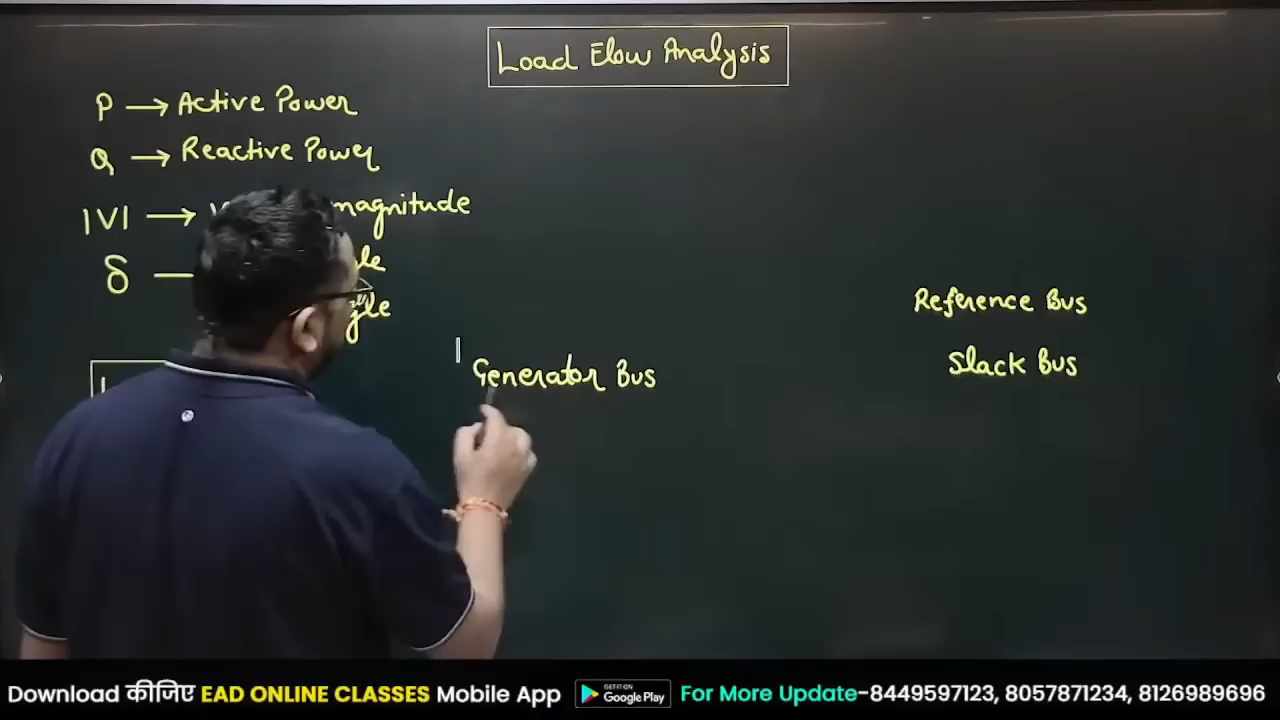 Load Flow Analysis
P → Active Power
Q → Reactive Power
|V| → magnitude
δ —
gle
Reference Bus
Generator Bus
Slack Bus
Download कीजिए EAD ONLINE CLASSES Mobile App GET IT ON Google Play For More Update-8449597123, 8057871234, 8126989696